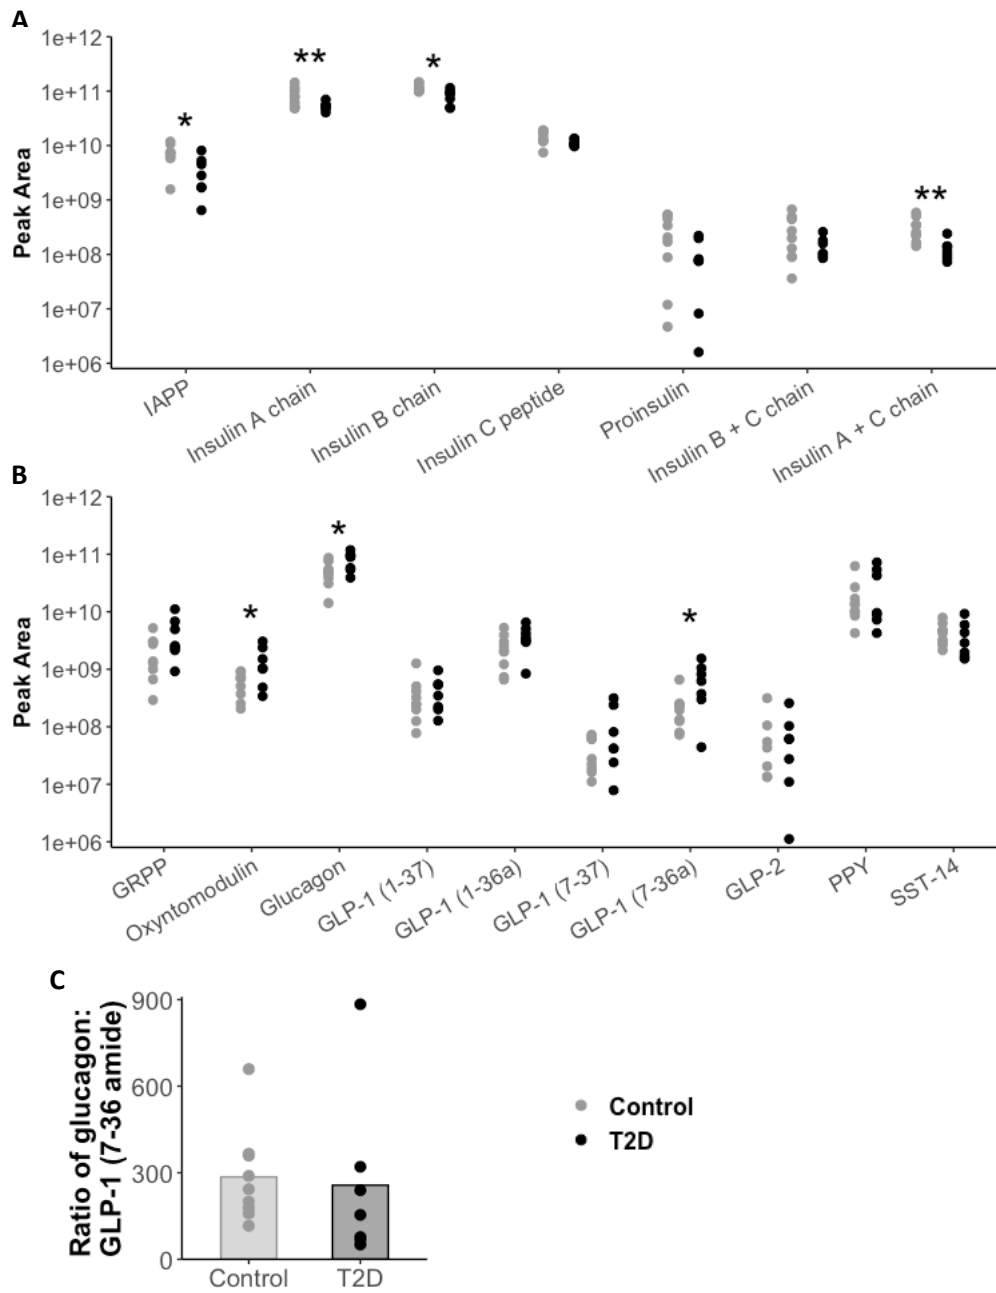 A
1e+12
1e+11
1e+10
1e+09
1e+08
1e+07
1e+06
Peak Area
*
**
*
**
IAPP
Insulin A chain
Insulin B chain
Insulin C peptide
Proinsulin
Insulin B + C chain
Insulin A + C chain
B
1e+12
1e+11
1e+10
1e+09
1e+08
1e+07
1e+06
Peak Area
*
*
*
GRPP
Oxyntomodulin
Glucagon
GLP-1 (1-37)
GLP-1 (1-36a)
GLP-1 (7-37)
GLP-1 (7-36a)
GLP-2
PPY
SST-14
C
Ratio of glucagon:
GLP-1 (7-36 amide)
900
600
300
0
Control
T2D
Control
T2D